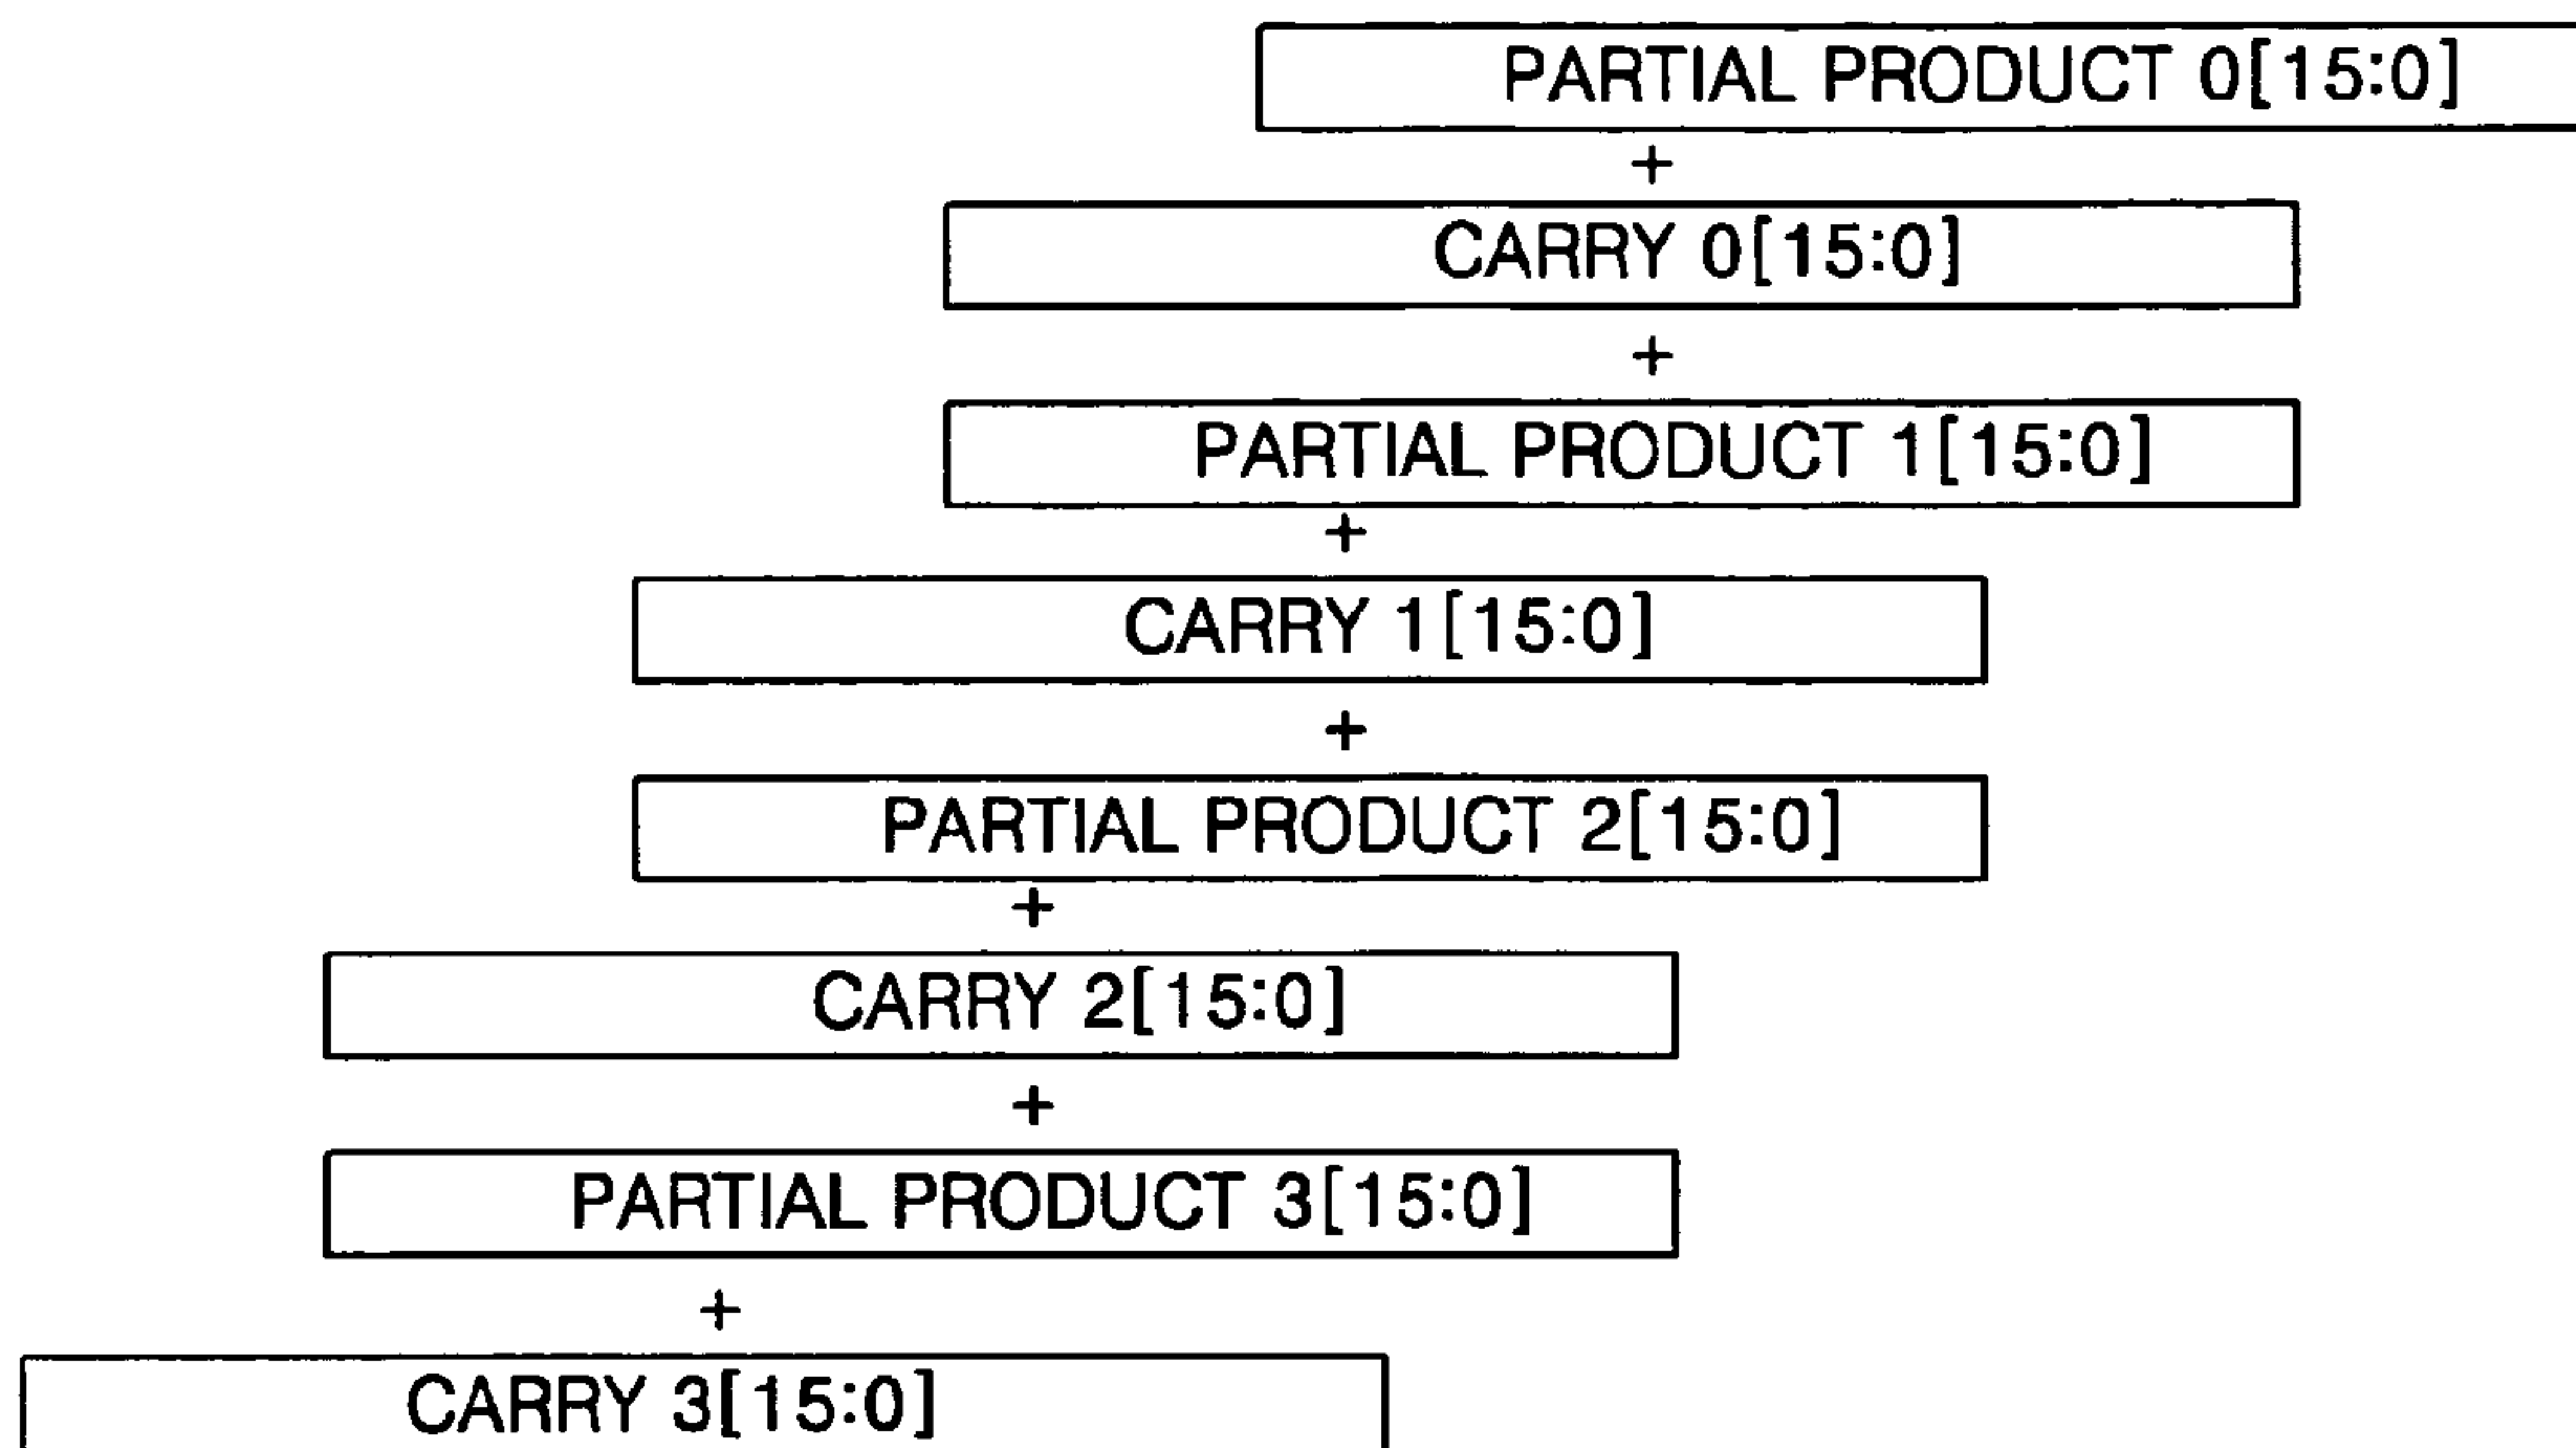 PARTIAL PRODUCT 0[15:0]
+
CARRY 0[15:0]
+
PARTIAL PRODUCT 1[15:0]
+
CARRY 1[15:0]
+
PARTIAL PRODUCT 2[15:0]
+
CARRY 2[15:0]
+
PARTIAL PRODUCT 3[15:0]
+
CARRY 3[15:0]